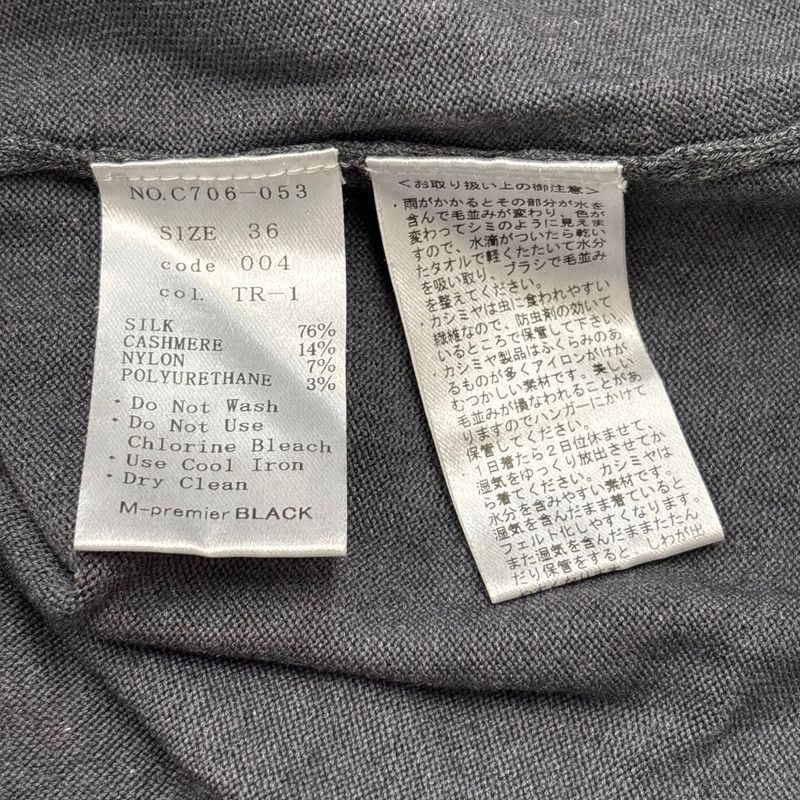 NO.C706-053
SIZE 36
code 004
col. TR-1
SILK 76%
CASHMERE 14%
NYLON 7%
POLYURETHANE 3%
・Do Not Wash
・Do Not Use
Chlorine Bleach
・Use Cool Iron
・Dry Clean
M-premier BLACK
＜お取り扱い上の御注意＞
・雨がかかるとその部分が水を
含んで毛並みが変わり、色が
変わってシミのように見えま
すので、水滴がついたら乾い
たタオルで軽くたたいて水分
を吸い取り、ブラシで毛並み
を整えてください。
・カシミヤは虫に食われやすい
繊維なので、防虫剤の効いて
いるところで保管して下さい。
・カシミヤ製品はふくらみのあ
るものが多くアイロンがけが
むつかしい素材です。美しい
毛並みが損なわれることがあ
りますのでハンガーにかけて
保管してください。
1日着たら2日位休ませて、
湿気をゆっくり放出させてか
ら着てください。カシミヤは
水分を含みやすい素材です。
湿気を含んだまま着ていると
フェルト化しやすくなります。
また湿気を含んだままたたん
だり保管をすると、しわが出